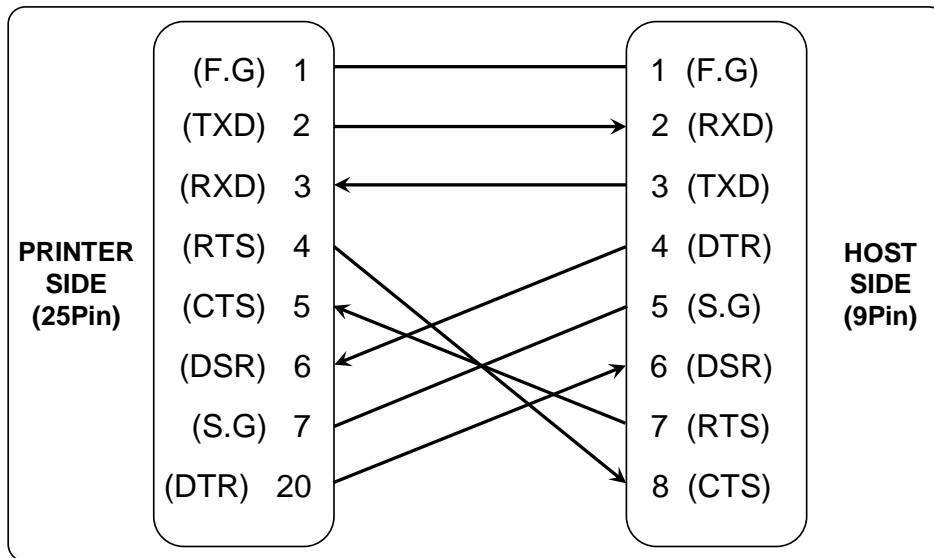 PRINTER
SIDE
(25Pin)
(F.G) 1
(TXD) 2
(RXD) 3
(RTS) 4
(CTS) 5
(DSR) 6
(S.G) 7
(DTR) 20
1 (F.G)
2 (RXD)
3 (TXD)
4 (DTR)
5 (S.G)
6 (DSR)
7 (RTS)
8 (CTS)
HOST
SIDE
(9Pin)